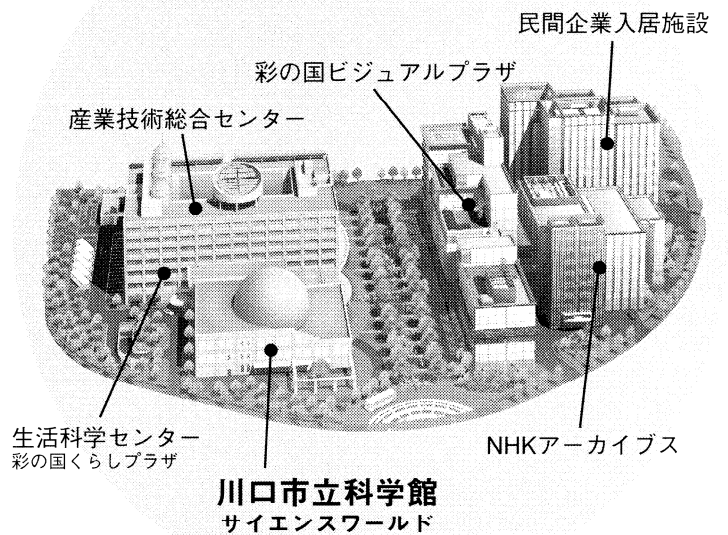 民間企業入居施設
彩の国ビジュアルプラザ
産業技術総合センター
生活科学センター
彩の国くらしプラザ
NHKアーカイブス
川口市立科学館
サイエンスワールド